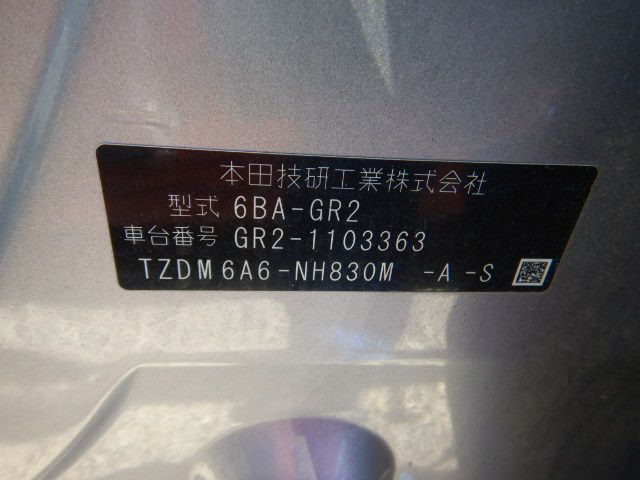 本田技研工業株式会社
型式 6BA-GR2
車台番号 GR2-1103363
TZDM6A6-NH830M -A-S